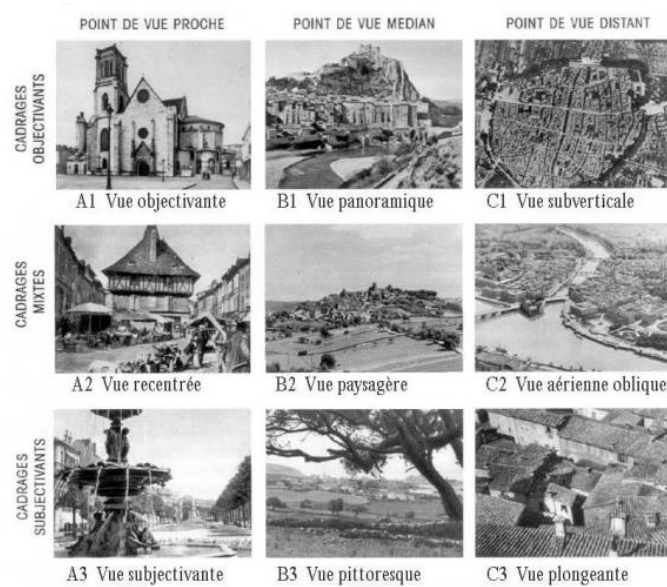 POINT DE VUE PROCHE
POINT DE VUE MEDIAN
POINT DE VUE DISTANT
CADRAGES
OBJECTIVANTS
A1 Vue objectivante
B1 Vue panoramique
C1 Vue subverticale
CADRAGES
MIXTES
A2 Vue recentrée
B2 Vue paysagère
C2 Vue aérienne oblique
CADRAGES
SUBJECTIVANTS
A3 Vue subjectivante
B3 Vue pittoresque
C3 Vue plongeante